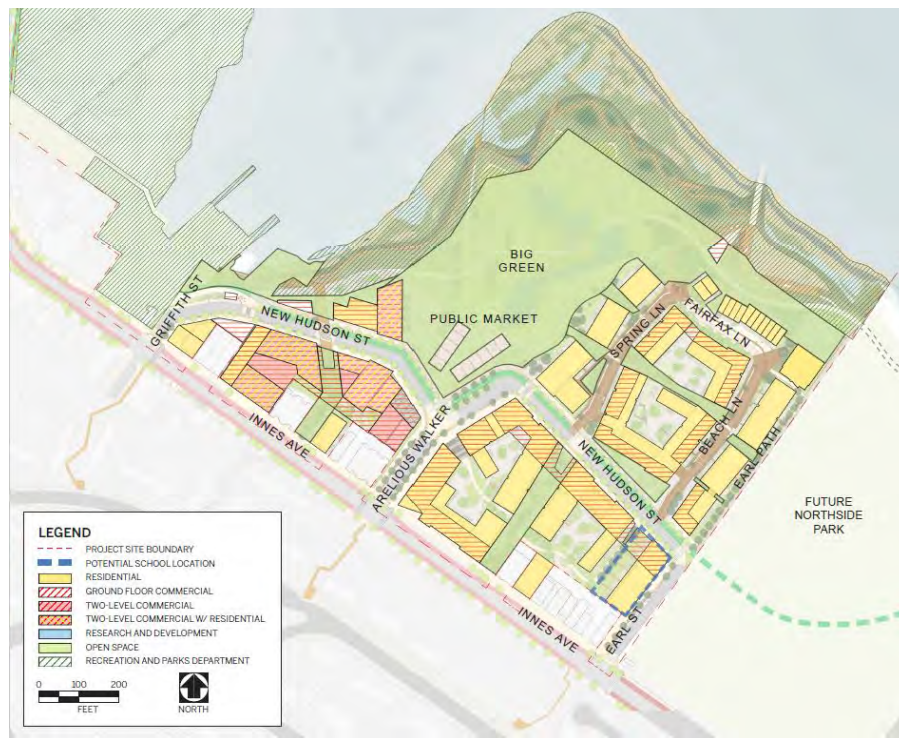 BIG
GREEN
PUBLIC MARKET
GRIFFITH ST
NEW HUDSON ST
SPRING LN
FAIRFAX LN
BEACH LN
EARL PATH
INNES AVE
ARELIOUS WALKER
NEW HUDSON ST
FUTURE
NORTHSIDE
PARK
INNES AVE
EARL ST
LEGEND
PROJECT SITE BOUNDARY
POTENTIAL SCHOOL LOCATION
RESIDENTIAL
GROUND FLOOR COMMERCIAL
TWO-LEVEL COMMERCIAL
TWO-LEVEL COMMERCIAL W/ RESIDENTIAL
RESEARCH AND DEVELOPMENT
OPEN SPACE
RECREATION AND PARKS DEPARTMENT
0 100 200
FEET
NORTH